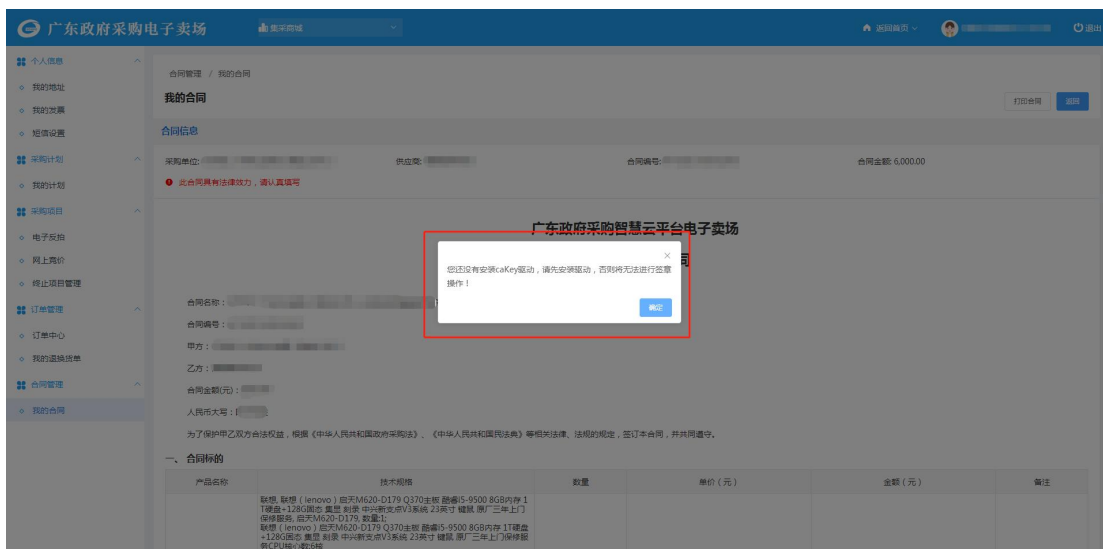 广东政府采购电子卖场
集采商城
返回首页
退出
个人信息
我的地址
我的发票
短信设置
采购计划
我的计划
采购项目
电子反拍
网上竞价
终止项目管理
订单管理
订单中心
我的退换货单
合同管理
我的合同
合同管理 / 我的合同
我的合同
打印合同 返回
合同信息
采购单位: 供应商: 合同编号: 合同金额: 6,000.00
此合同具有法律效力，请认真填写
广东政府采购智慧云平台电子卖场
同
您还没有安装caKey驱动，请先安装驱动，否则将无法进行签章
操作！
确定
合同名称：
合同编号：
甲方：
乙方：
合同金额(元)：
人民币大写：
为了保护甲乙双方合法权益，根据《中华人民共和国政府采购法》、《中华人民共和国民法典》等相关法律、法规的规定，签订本合同，并共同遵守。
一、 合同标的
产品名称 技术规格 数量 单价（元） 金额（元） 备注
联想, 联想（lenovo）启天M620-D179 Q370主板 酷睿I5-9500 8GB内存 1
T硬盘+128G固态 集显 刻录 中兴新支点V3系统 23英寸 键鼠 原厂三年上门
保修服务, 启天M620-D179, 数量:1;
联想（lenovo）启天M620-D179 Q370主板 酷睿I5-9500 8GB内存 1T硬盘
+128G固态 集显 刻录 中兴新支点V3系统 23英寸 键鼠 原厂三年上门保修服
务CPU核心数:6核